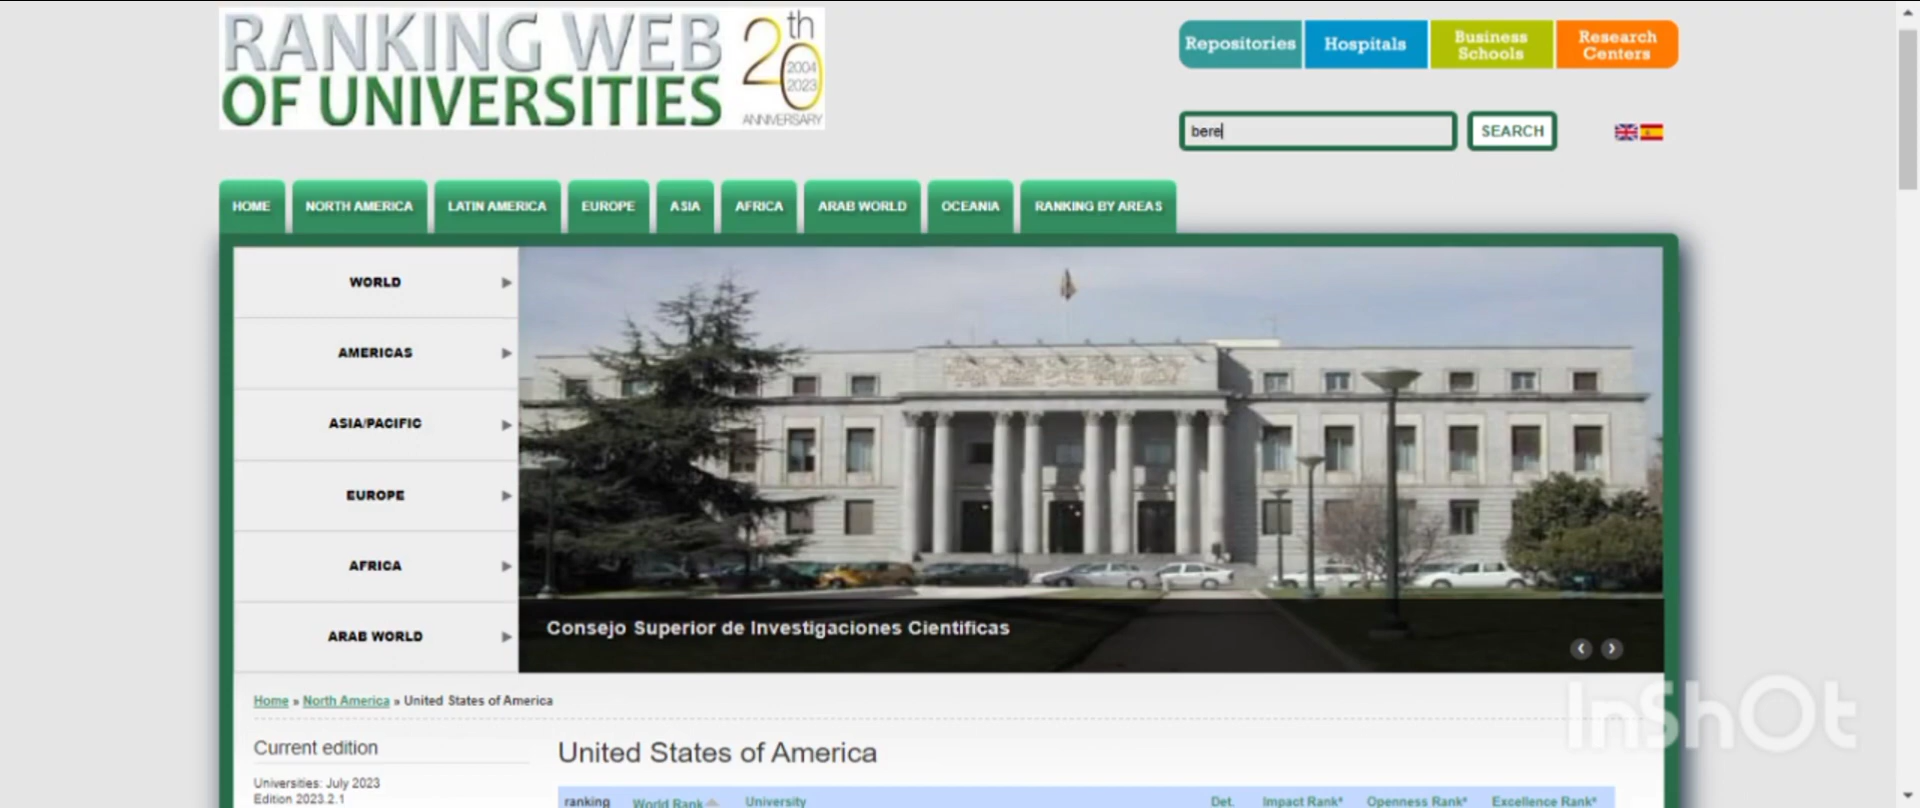 RANKING WEB
OF UNIVERSITIES
20th
2004
2023
ANNIVERSARY
Repositories
Hospitals
Business
Schools
Research
Centers
bere
SEARCH
HOME
NORTH AMERICA
LATIN AMERICA
EUROPE
ASIA
AFRICA
ARAB WORLD
OCEANIA
RANKING BY AREAS
WORLD
AMERICAS
ASIA/PACIFIC
EUROPE
AFRICA
ARAB WORLD
Consejo Superior de Investigaciones Cientificas
Home » North America » United States of America
Current edition
Universities: July 2023
Edition 2023.2.1
United States of America
ranking World Rank University Det. Impact Rank* Openness Rank* Excellence Rank*
InShOt